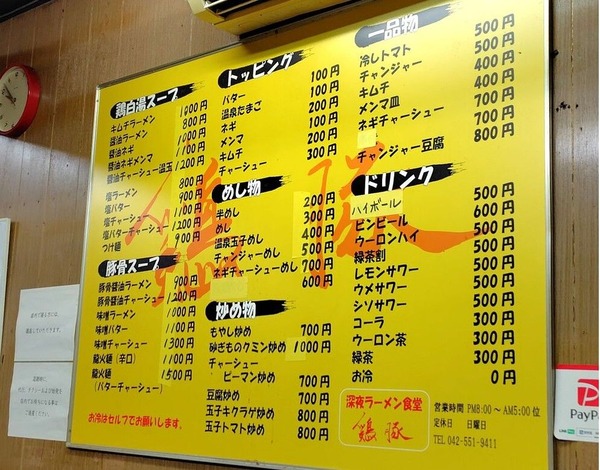 鶏白湯スープ
キムチラーメン 1000円
醤油ラーメン 800円
醤油ネギ 1000円
醤油ネギメンマ 1100円
醤油チャーシュー温玉 1200円
塩ラーメン 800円
塩バター 900円
塩チャーシュー 1100円
塩バターチャーシュー 1200円
つけ麺 900円
豚骨スープ
豚骨醤油ラーメン 900円
豚骨醤油チャーシュー 1200円
味噌ラーメン 1000円
味噌バター 1100円
味噌チャーシュー 1300円
龍火麺(辛口) 1100円
龍火麺 1500円
(バターチャーシュー)
お冷はセルフでお願いします。
トッピング
バター 100円
温泉たまご 100円
ネギ 200円
メンマ 100円
キムチ 200円
チャーシュー 300円
めし物
半めし 200円
めし 300円
温泉玉子めし 400円
チャンジャーめし 500円
ネギチャーシューめし 700円
600円
炒め物
もやし炒め 700円
砂ぎものクミン炒め 1000円
チャーシュー
ピーマン炒め 700円
豆腐炒め 700円
玉子キクラゲ炒め 800円
玉子トマト炒め 800円
一品物
冷しトマト 500円
チャンジャー 500円
キムチ 400円
メンマ皿 400円
ネギチャーシュー 700円
700円
チャンジャー豆腐 800円
ドリンク
ハイボール 500円
ビンビール 600円
ウーロンハイ 500円
緑茶割 500円
レモンサワー 500円
ウメサワー 500円
シソサワー 500円
コーラ 300円
ウーロン茶 300円
緑茶 300円
お冷 0円
深夜ラーメン食堂
鶏豚
営業時間 PM8:00～AM5:00位
定休日 日曜日
TEL 042-551-9411
PayPay